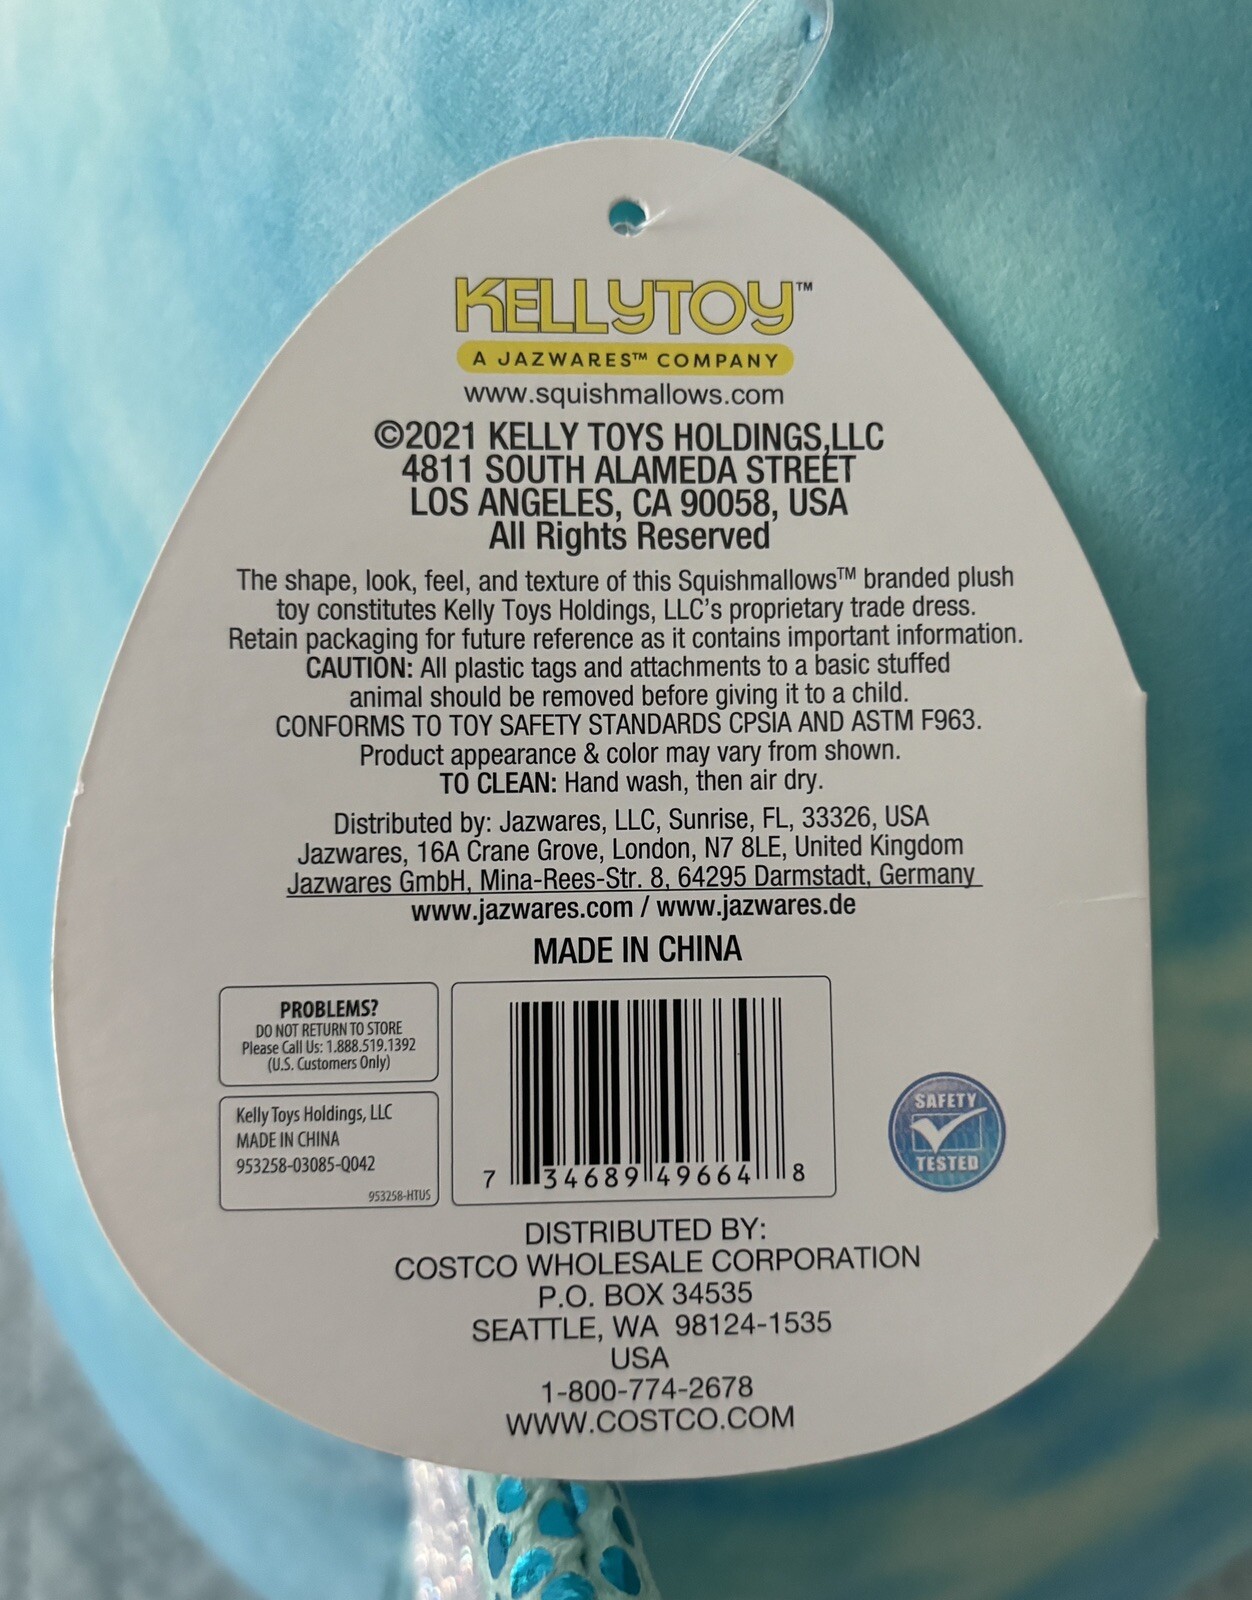 KELLYTOY™
A JAZWARES™ COMPANY
www.squishmallows.com
©2021 KELLY TOYS HOLDINGS,LLC
4811 SOUTH ALAMEDA STREET
LOS ANGELES, CA 90058, USA
All Rights Reserved
The shape, look, feel, and texture of this Squishmallows™ branded plush
toy constitutes Kelly Toys Holdings, LLC's proprietary trade dress.
Retain packaging for future reference as it contains important information.
CAUTION: All plastic tags and attachments to a basic stuffed
animal should be removed before giving it to a child.
CONFORMS TO TOY SAFETY STANDARDS CPSIA AND ASTM F963.
Product appearance & color may vary from shown.
TO CLEAN: Hand wash, then air dry.
Distributed by: Jazwares, LLC, Sunrise, FL, 33326, USA
Jazwares, 16A Crane Grove, London, N7 8LE, United Kingdom
Jazwares GmbH, Mina-Rees-Str. 8, 64295 Darmstadt, Germany
www.jazwares.com / www.jazwares.de
MADE IN CHINA
PROBLEMS?
DO NOT RETURN TO STORE
Please Call Us: 1.888.519.1392
(U.S. Customers Only)
Kelly Toys Holdings, LLC
MADE IN CHINA
953258-03085-Q042
953258-HTUS
7 34689 49664 8
SAFETY
TESTED
DISTRIBUTED BY:
COSTCO WHOLESALE CORPORATION
P.O. BOX 34535
SEATTLE, WA 98124-1535
USA
1-800-774-2678
WWW.COSTCO.COM